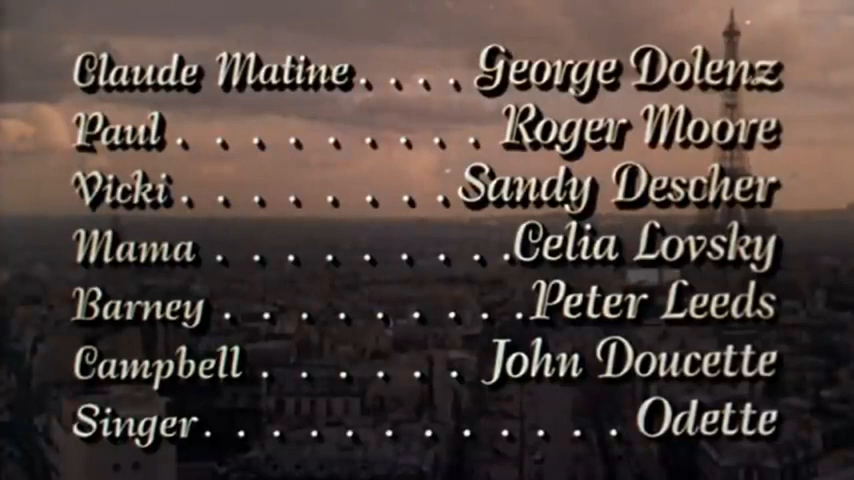 Claude Matine . . . . George Dolenz
Paul . . . . . . . . . Roger Moore
Vicki . . . . . . . . Sandy Descher
Mama . . . . . . . . . Celia Lovsky
Barney . . . . . . . . . Peter Leeds
Campbell . . . . . . John Doucette
Singer . . . . . . . . . . . . . Odette